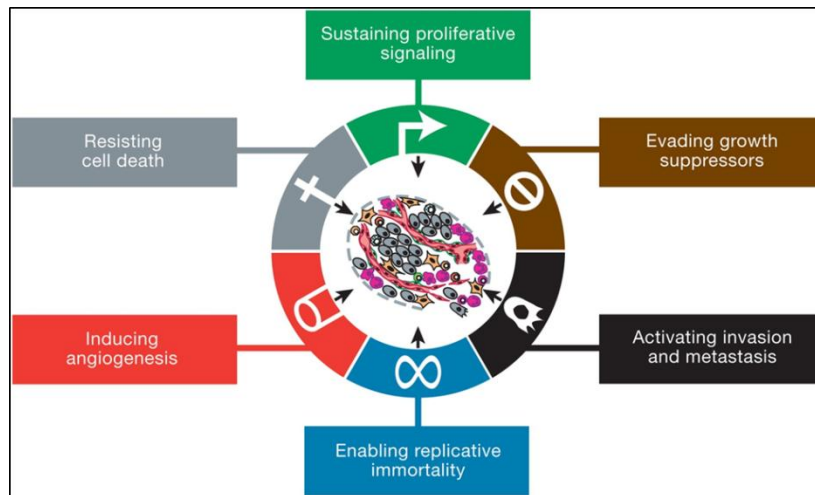 Sustaining proliferative
signaling
Resisting
cell death
Evading growth
suppressors
Inducing
angiogenesis
Activating invasion
and metastasis
Enabling replicative
immortality